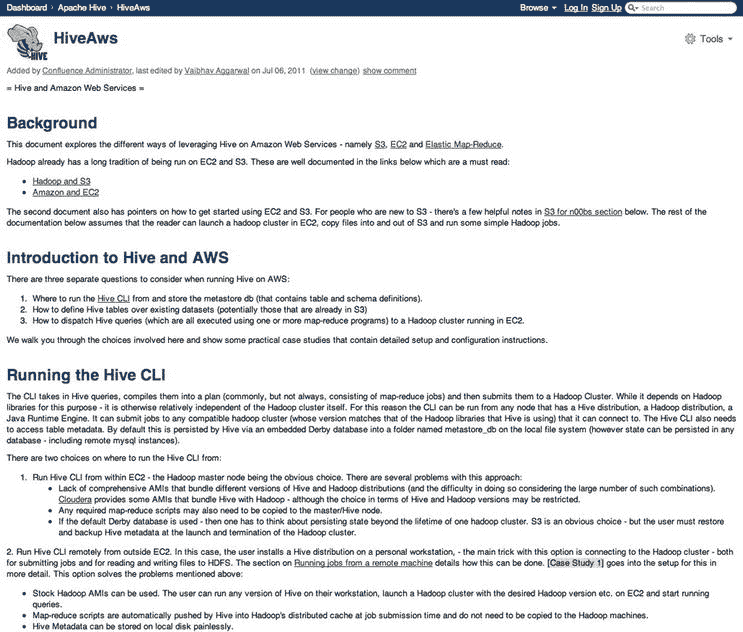 Dashboard › Apache Hive › HiveAws Browse Log In Sign Up Search
HIVE
HiveAws
Tools
Added by Confluence Administrator, last edited by Vaibhav Aggarwal on Jul 06, 2011 (view change) show comment
= Hive and Amazon Web Services =
Background
This document explores the different ways of leveraging Hive on Amazon Web Services - namely S3, EC2 and Elastic Map-Reduce.
Hadoop already has a long tradition of being run on EC2 and S3. These are well documented in the links below which are a must read:
• Hadoop and S3
• Amazon and EC2
The second document also has pointers on how to get started using EC2 and S3. For people who are new to S3 - there's a few helpful notes in S3 for n00bs section below. The rest of the
documentation below assumes that the reader can launch a hadoop cluster in EC2, copy files into and out of S3 and run some simple Hadoop jobs.
Introduction to Hive and AWS
There are three separate questions to consider when running Hive on AWS:
1. Where to run the Hive CLI from and store the metastore db (that contains table and schema definitions).
2. How to define Hive tables over existing datasets (potentially those that are already in S3)
3. How to dispatch Hive queries (which are all executed using one or more map-reduce programs) to a Hadoop cluster running in EC2.
We walk you through the choices involved here and show some practical case studies that contain detailed setup and configuration instructions.
Running the Hive CLI
The CLI takes in Hive queries, compiles them into a plan (commonly, but not always, consisting of map-reduce jobs) and then submits them to a Hadoop Cluster. While it depends on Hadoop
libraries for this purpose - it is otherwise relatively independent of the Hadoop cluster itself. For this reason the CLI can be run from any node that has a Hive distribution, a Hadoop distribution, a
Java Runtime Engine. It can submit jobs to any compatible hadoop cluster (whose version matches that of the Hadoop libraries that Hive is using) that it can connect to. The Hive CLI also needs
to access table metadata. By default this is persisted by Hive via an embedded Derby database into a folder named metastore_db on the local file system (however state can be persisted in any
database - including remote mysql instances).
There are two choices on where to run the Hive CLI from:
1. Run Hive CLI from within EC2 - the Hadoop master node being the obvious choice. There are several problems with this approach:
• Lack of comprehensive AMIs that bundle different versions of Hive and Hadoop distributions (and the difficulty in doing so considering the large number of such combinations).
Cloudera provides some AMIs that bundle Hive with Hadoop - although the choice in terms of Hive and Hadoop versions may be restricted.
• Any required map-reduce scripts may also need to be copied to the master/Hive node.
• If the default Derby database is used - then one has to think about persisting state beyond the lifetime of one hadoop cluster. S3 is an obvious choice - but the user must restore
and backup Hive metadata at the launch and termination of the Hadoop cluster.
2. Run Hive CLI remotely from outside EC2. In this case, the user installs a Hive distribution on a personal workstation, - the main trick with this option is connecting to the Hadoop cluster - both
for submitting jobs and for reading and writing files to HDFS. The section on Running jobs from a remote machine details how this can be done. [Case Study 1] goes into the setup for this in
more detail. This option solves the problems mentioned above:
• Stock Hadoop AMIs can be used. The user can run any version of Hive on their workstation, launch a Hadoop cluster with the desired Hadoop version etc. on EC2 and start running
queries.
• Map-reduce scripts are automatically pushed by Hive into Hadoop's distributed cache at job submission time and do not need to be copied to the Hadoop machines.
• Hive Metadata can be stored on local disk painlessly.